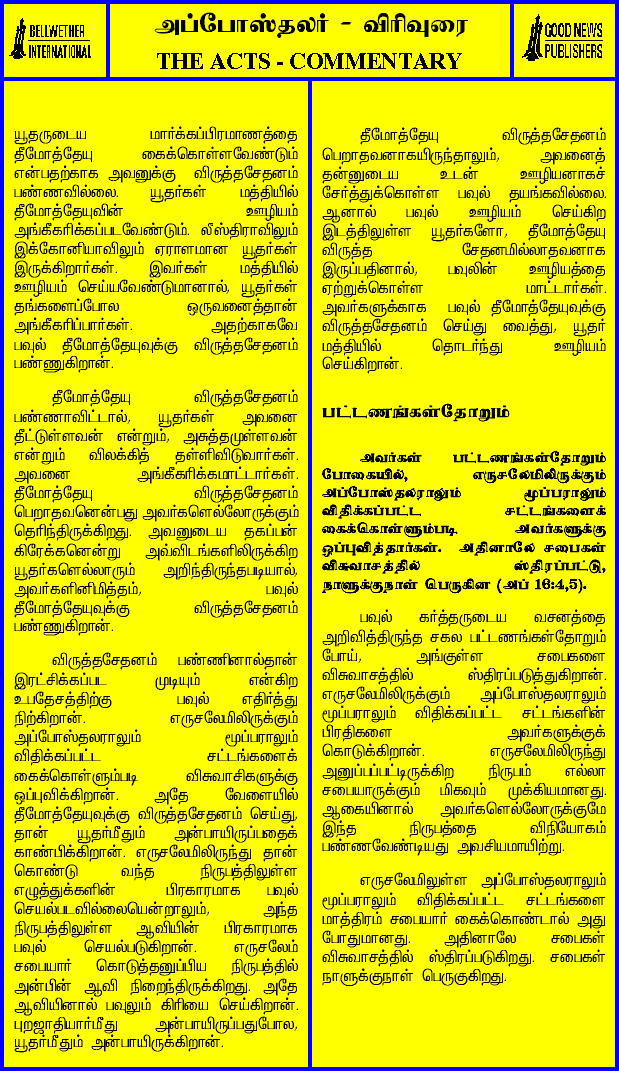 BELLWETHER
INTERNATIONAL
அப்போஸ்தலர் - விரிவுரை
THE ACTS - COMMENTARY
GOOD NEWS
PUBLISHERS
யூதருடைய மார்க்கப்பிரமாணத்தை
தீமோத்தேயு கைக்கொள்ளவேண்டும்
என்பதற்காக அவனுக்கு விருத்தசேதனம்
பண்ணவில்லை. யூதர்கள் மத்தியில்
தீமோத்தேயுவின் ஊழியம்
அங்கீகரிக்கப்படவேண்டும். லீஸ்திராவிலும்
இக்கோனியாவிலும் ஏராளமான யூதர்கள்
இருக்கிறார்கள். இவர்கள் மத்தியில்
ஊழியம் செய்யவேண்டுமானால், யூதர்கள்
தங்களைப்போல ஒருவனைத்தான்
அங்கீகரிப்பார்கள். அதற்காகவே
பவுல் தீமோத்தேயுவுக்கு விருத்தசேதனம்
பண்ணுகிறான்.
தீமோத்தேயு விருத்தசேதனம்
பண்ணாவிட்டால், யூதர்கள் அவனை
தீட்டுள்ளவன் என்றும், அசுத்தமுள்ளவன்
என்றும் விலக்கித் தள்ளிவிடுவார்கள்.
அவனை அங்கீகரிக்கமாட்டார்கள்.
தீமோத்தேயு விருத்தசேதனம்
பெறாதவனென்பது அவர்களெல்லோருக்கும்
தெரிந்திருக்கிறது. அவனுடைய தகப்பன்
கிரேக்கனென்று அவ்விடங்களிலிருக்கிற
யூதர்களெல்லாரும் அறிந்திருந்தபடியால்,
அவர்களினிமித்தம், பவுல்
தீமோத்தேயுவுக்கு விருத்தசேதனம்
பண்ணுகிறான்.
விருத்தசேதனம் பண்ணினால்தான்
இரட்சிக்கப்பட முடியும் என்கிற
உபதேசத்திற்கு பவுல் எதிர்த்து
நிற்கிறான். எருசலேமிலிருக்கும்
அப்போஸ்தலராலும் மூப்பராலும்
விதிக்கப்பட்ட சட்டங்களைக்
கைக்கொள்ளும்படி விசுவாசிகளுக்கு
ஒப்புவிக்கிறான். அதே வேளையில்
தீமோத்தேயுவுக்கு விருத்தசேதனம் செய்து,
தான் யூதர்மீதும் அன்பாயிருப்பதைக்
காண்பிக்கிறான். எருசலேமிலிருந்து தான்
கொண்டு வந்த நிருபத்திலுள்ள
எழுத்துக்களின் பிரகாரமாக பவுல்
செயல்படவில்லையென்றாலும், அந்த
நிருபத்திலுள்ள ஆவியின் பிரகாரமாக
பவுல் செயல்படுகிறான். எருசலேம்
சபையார் கொடுத்தனுப்பிய நிருபத்தில்
அன்பின் ஆவி நிறைந்திருக்கிறது. அதே
ஆவியினால் பவுலும் கிரியை செய்கிறான்.
புறஜாதியார்மீது அன்பாயிருப்பதுபோல,
யூதர்மீதும் அன்பாயிருக்கிறான்.
தீமோத்தேயு விருத்தசேதனம்
பெறாதவனாகயிருந்தாலும், அவனைத்
தன்னுடைய உடன் ஊழியனாகச்
சேர்த்துக்கொள்ள பவுல் தயங்கவில்லை.
ஆனால் பவுல் ஊழியம் செய்கிற
இடத்திலுள்ள யூதர்களோ, தீமோத்தேயு
விருத்த சேதனமில்லாதவனாக
இருப்பதினால், பவுலின் ஊழியத்தை
ஏற்றுக்கொள்ள மாட்டார்கள்.
அவர்களுக்காக பவுல் தீமோத்தேயுவுக்கு
விருத்தசேதனம் செய்து வைத்து, யூதர்
மத்தியில் தொடர்ந்து ஊழியம்
செய்கிறான்.
பட்டணங்கள்தோறும்
அவர்கள் பட்டணங்கள்தோறும்
போகையில், எருசலேமிலிருக்கும்
அப்போஸ்தலராலும் மூப்பராலும்
விதிக்கப்பட்ட சட்டங்களைக்
கைக்கொள்ளும்படி அவர்களுக்கு
ஒப்புவித்தார்கள். அதினாலே சபைகள்
விசுவாசத்தில் ஸ்திரப்பட்டு,
நாளுக்குநாள் பெருகின (அப் 16:4,5).
பவுல் கர்த்தருடைய வசனத்தை
அறிவித்திருந்த சகல பட்டணங்கள்தோறும்
போய், அங்குள்ள சபைகளை
விசுவாசத்தில் ஸ்திரப்படுத்துகிறான்.
எருசலேமிலிருக்கும் அப்போஸ்தலராலும்
மூப்பராலும் விதிக்கப்பட்ட சட்டங்களின்
பிரதிகளை அவர்களுக்குக்
கொடுக்கிறான். எருசலேமிலிருந்து
அனுப்பப்பட்டிருக்கிற நிருபம் எல்லா
சபையாருக்கும் மிகவும் முக்கியமானது.
ஆகையினால் அவர்களெல்லோருக்குமே
இந்த நிருபத்தை விநியோகம்
பண்ணவேண்டியது அவசியமாயிற்று.
எருசலேமிலுள்ள அப்போஸ்தலராலும்
மூப்பராலும் விதிக்கப்பட்ட சட்டங்களை
மாத்திரம் சபையார் கைக்கொண்டால் அது
போதுமானது. அதினாலே சபைகள்
விசுவாசத்தில் ஸ்திரப்படுகிறது. சபைகள்
நாளுக்குநாள் பெருகுகிறது.